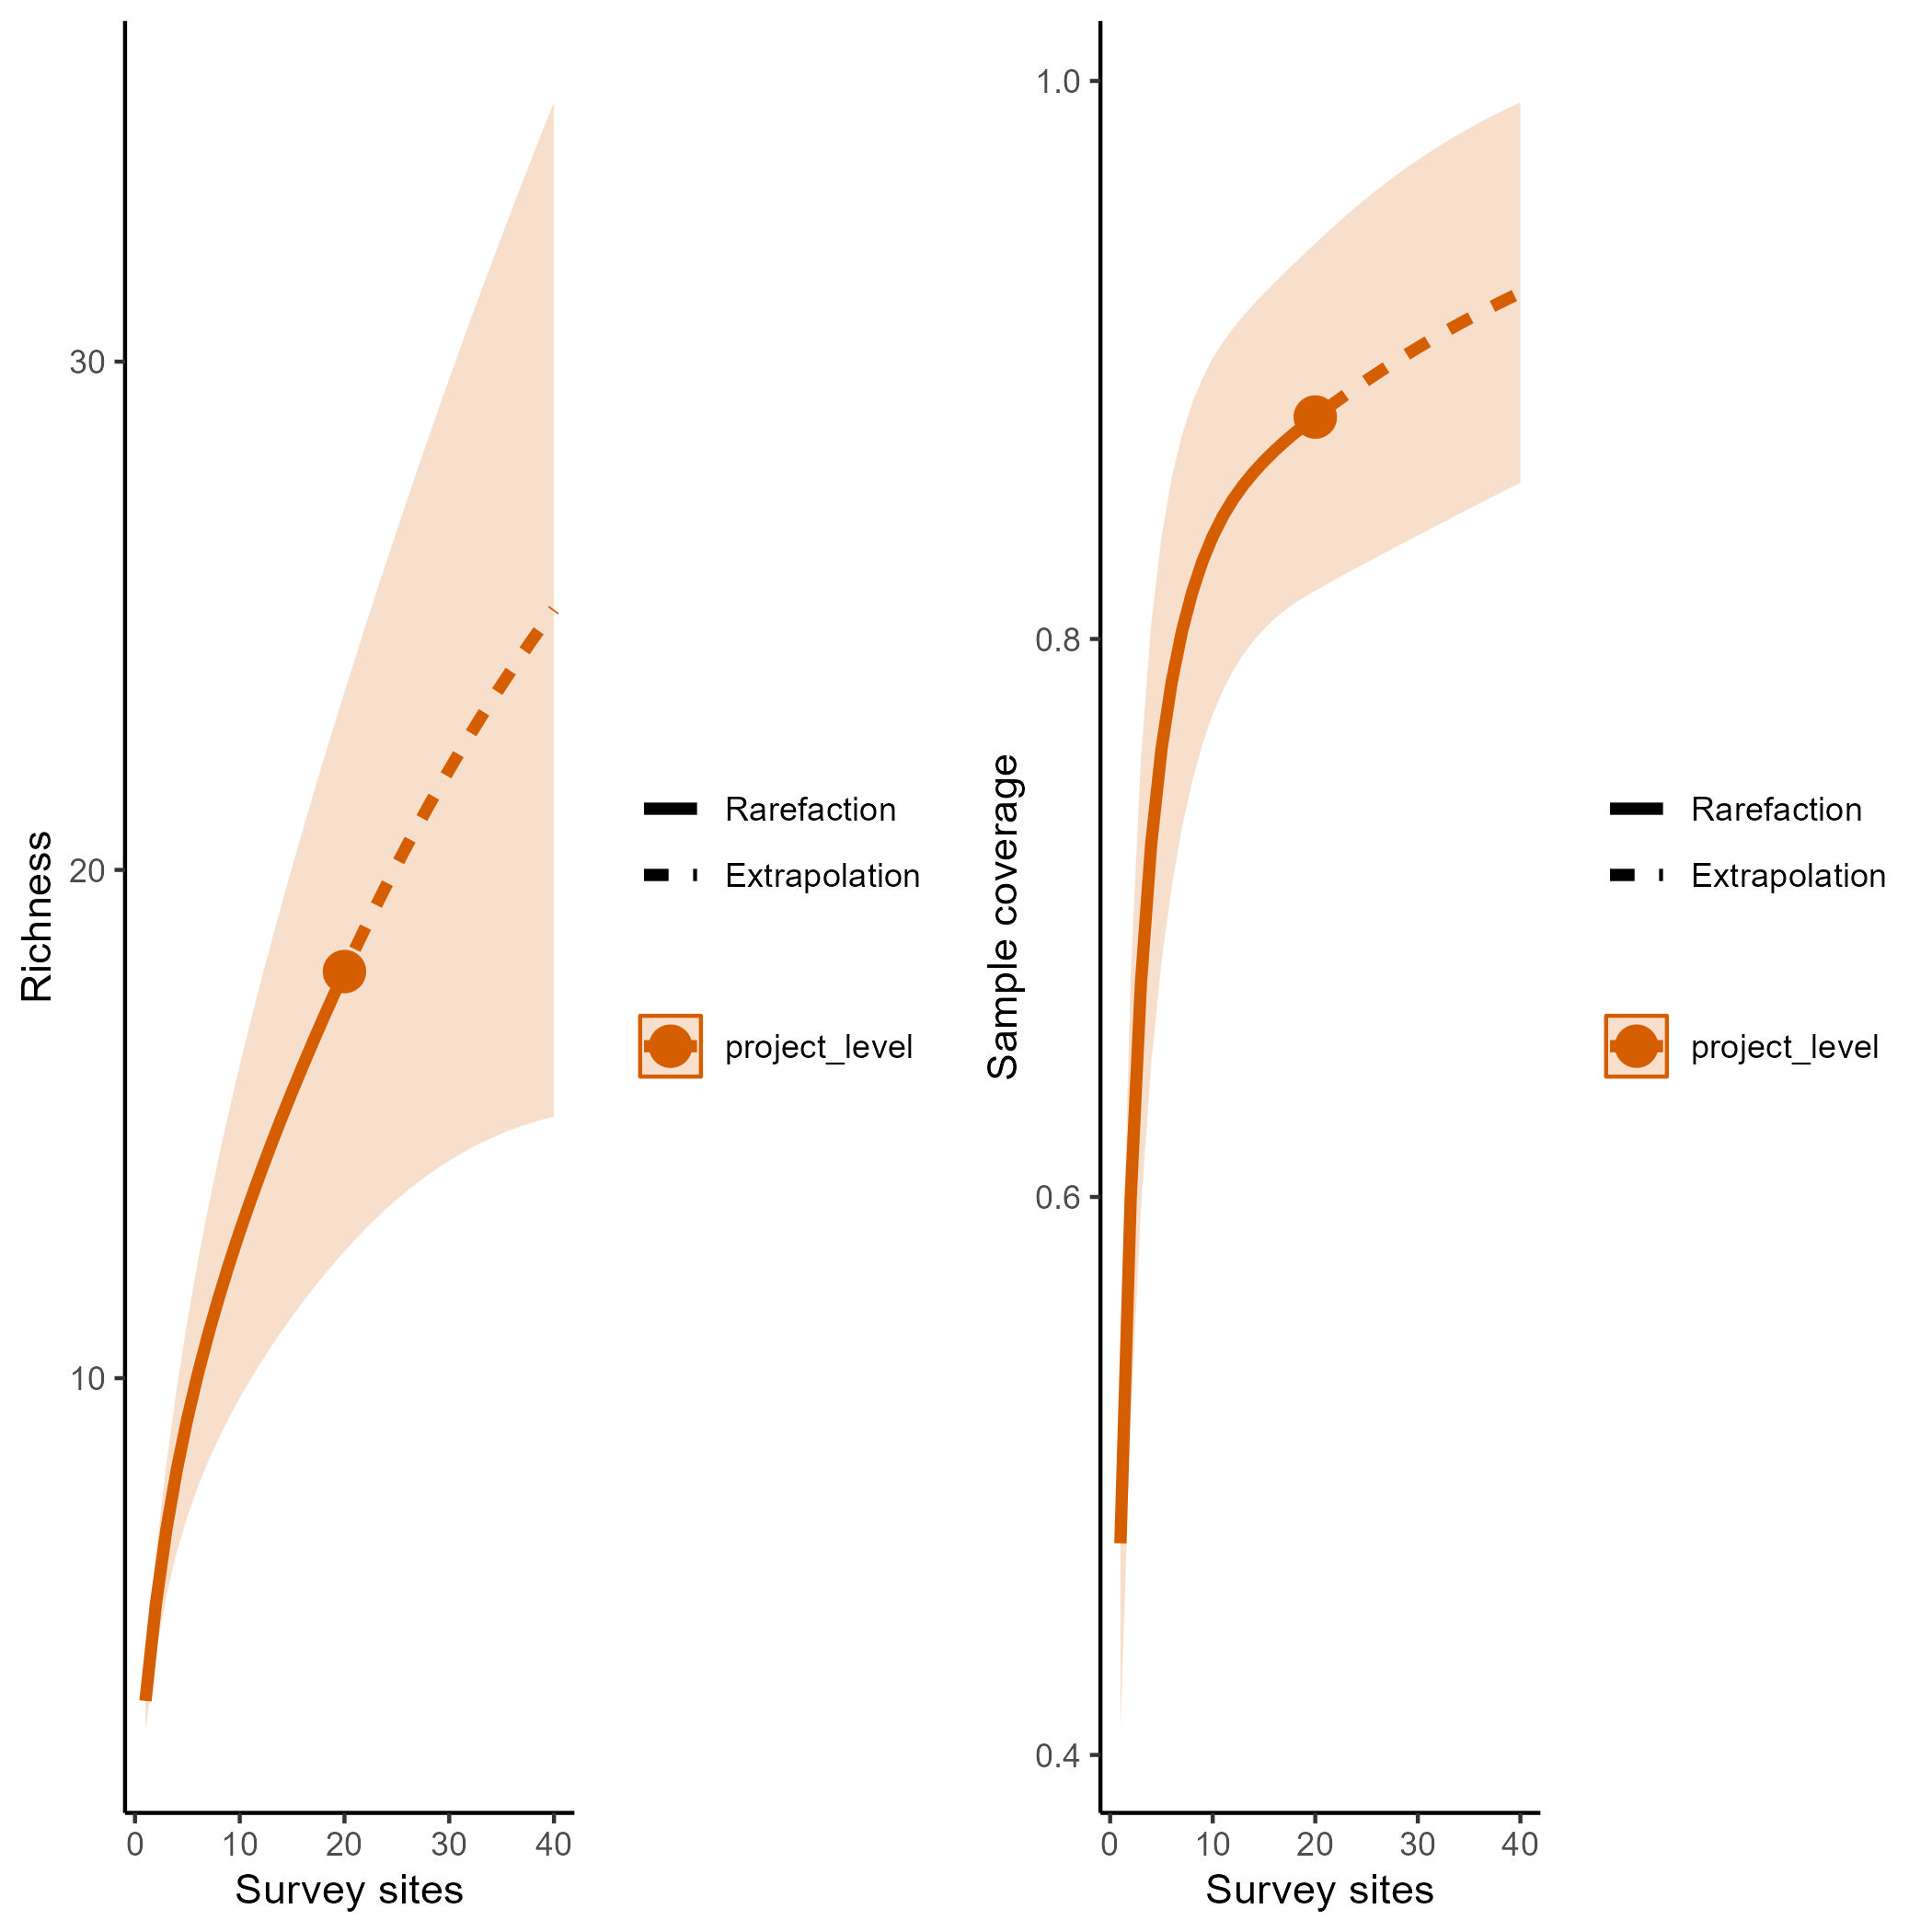 Richness
30
20
10
0 10 20 30 40
Survey sites
Rarefaction
Extrapolation
project_level
Sample coverage
1.0
0.8
0.6
0.4
0 10 20 30 40
Survey sites
Rarefaction
Extrapolation
project_level